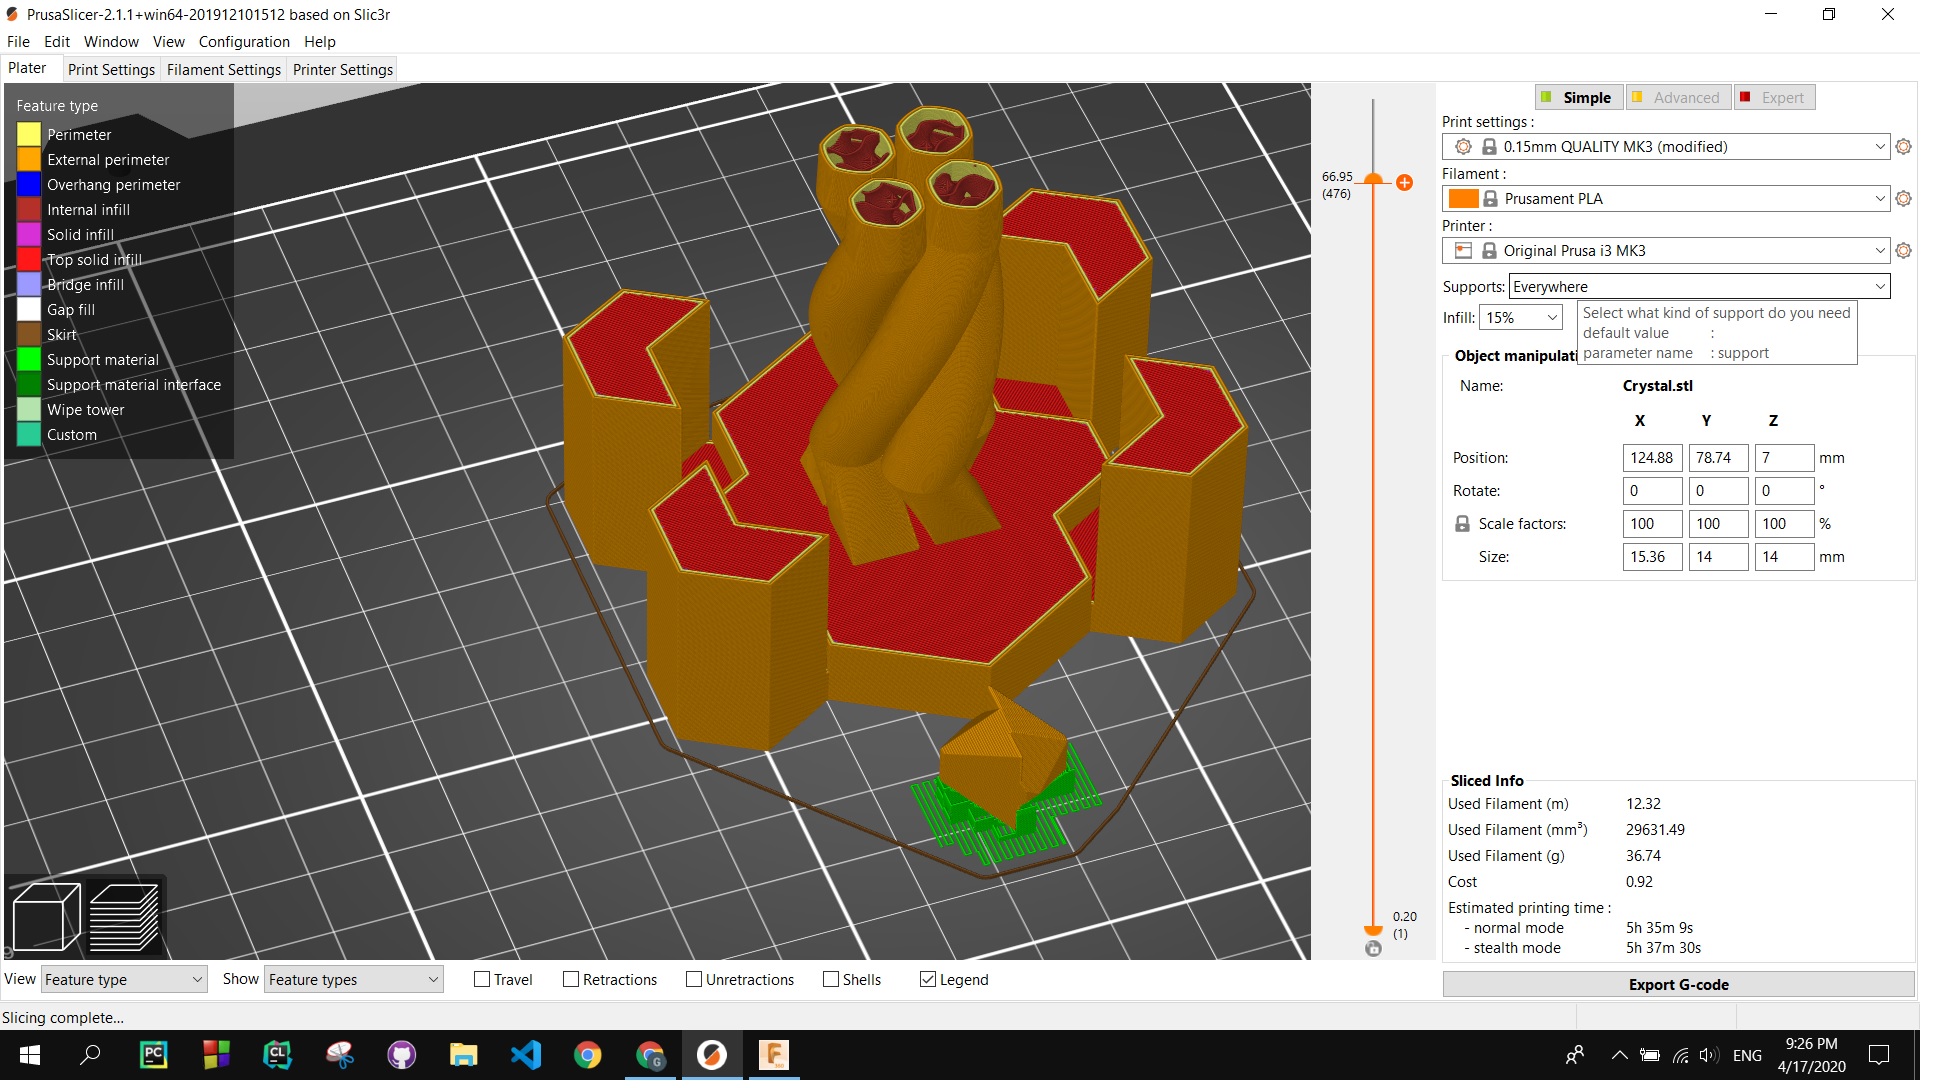 PrusaSlicer-2.1.1+win64-201912101512 based on Slic3r
File Edit Window View Configuration Help
Plater Print Settings Filament Settings Printer Settings
Feature type
Perimeter
External perimeter
Overhang perimeter
Internal infill
Solid infill
Top solid infill
Bridge infill
Gap fill
Skirt
Support material
Support material interface
Wipe tower
Custom
66.95
(476)
0.20
(1)
Simple Advanced Expert
Print settings :
0.15mm QUALITY MK3 (modified)
Filament :
Prusament PLA
Printer :
Original Prusa i3 MK3
Supports: Everywhere
Infill: 15%
Select what kind of support do you need
default value :
parameter name : support
Object manipulati
Name: Crystal.stl
X Y Z
Position: 124.88 78.74 7 mm
Rotate: 0 0 0 °
Scale factors: 100 100 100 %
Size: 15.36 14 14 mm
Sliced Info
Used Filament (m) 12.32
Used Filament (mm³) 29631.49
Used Filament (g) 36.74
Cost 0.92
Estimated printing time :
- normal mode 5h 35m 9s
- stealth mode 5h 37m 30s
Export G-code
View Feature type Show Feature types Travel Retractions Unretractions Shells Legend
Slicing complete...
PC CL G F
ENG
9:26 PM
4/17/2020